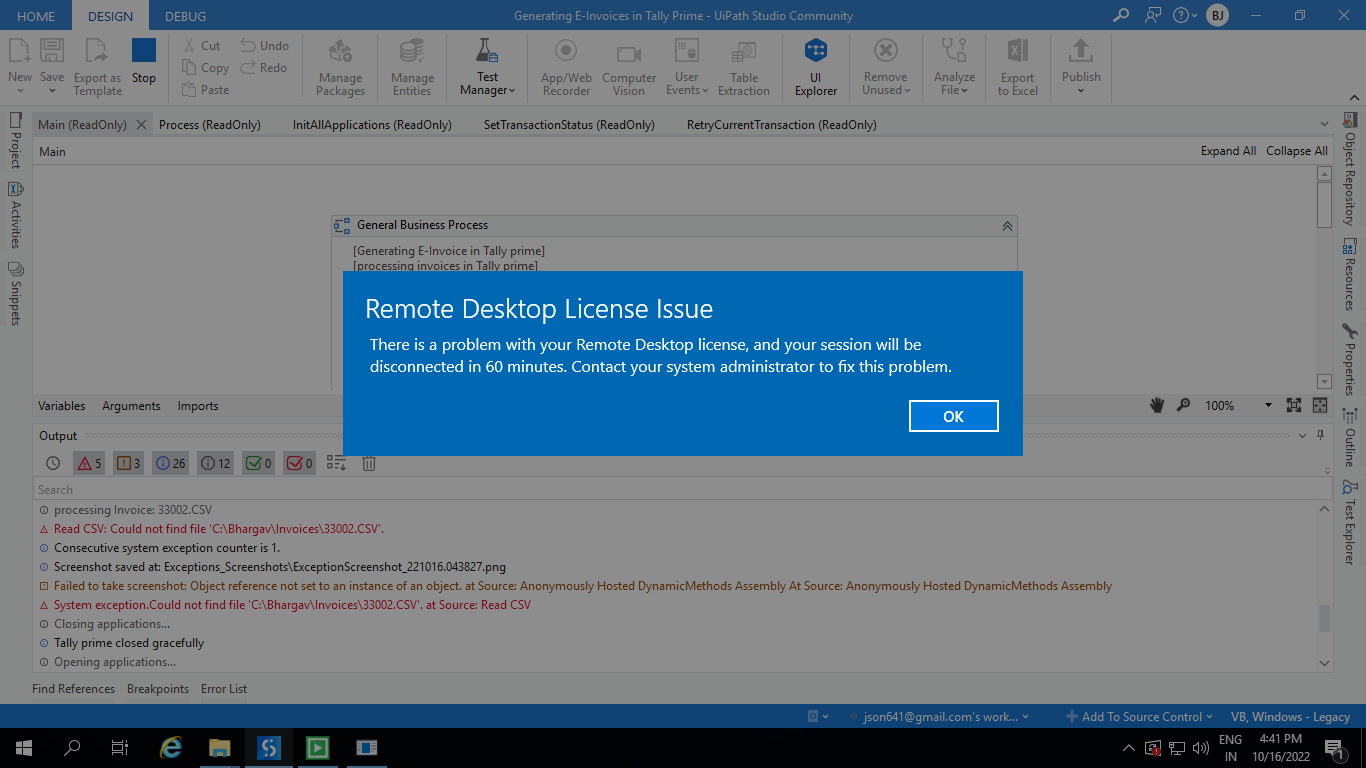 HOME DESIGN DEBUG Generating E-Invoices in Tally Prime - UiPath Studio Community BJ
New Save Export as Template Stop Cut Copy Paste Undo Redo Manage Packages Manage Entities Test Manager App/Web Recorder Computer Vision User Events Table Extraction UI Explorer Remove Unused Analyze File Export to Excel Publish
Main (ReadOnly) Process (ReadOnly) InitAllApplications (ReadOnly) SetTransactionStatus (ReadOnly) RetryCurrentTransaction (ReadOnly)
Project
Activities
Snippets
Main Expand All Collapse All
Object Repository
Resources
Properties
Outline
Test Explorer
General Business Process
[Generating E-Invoice in Tally prime]
[processing invoices in Tally prime]
Remote Desktop License Issue
There is a problem with your Remote Desktop license, and your session will be
disconnected in 60 minutes. Contact your system administrator to fix this problem.
OK
Variables Arguments Imports 100%
Output
5 3 26 12 0 0
Search
processing Invoice: 33002.CSV
Read CSV: Could not find file 'C:\Bhargav\Invoices\33002.CSV'.
Consecutive system exception counter is 1.
Screenshot saved at: Exceptions_Screenshots\ExceptionScreenshot_221016.043827.png
Failed to take screenshot: Object reference not set to an instance of an object. at Source: Anonymously Hosted DynamicMethods Assembly At Source: Anonymously Hosted DynamicMethods Assembly
System exception.Could not find file 'C:\Bhargav\Invoices\33002.CSV'. at Source: Read CSV
Closing applications...
Tally prime closed gracefully
Opening applications...
Find References Breakpoints Error List
json641@gmail.com's work... Add To Source Control VB, Windows - Legacy
ENG
IN
4:41 PM
10/16/2022
1